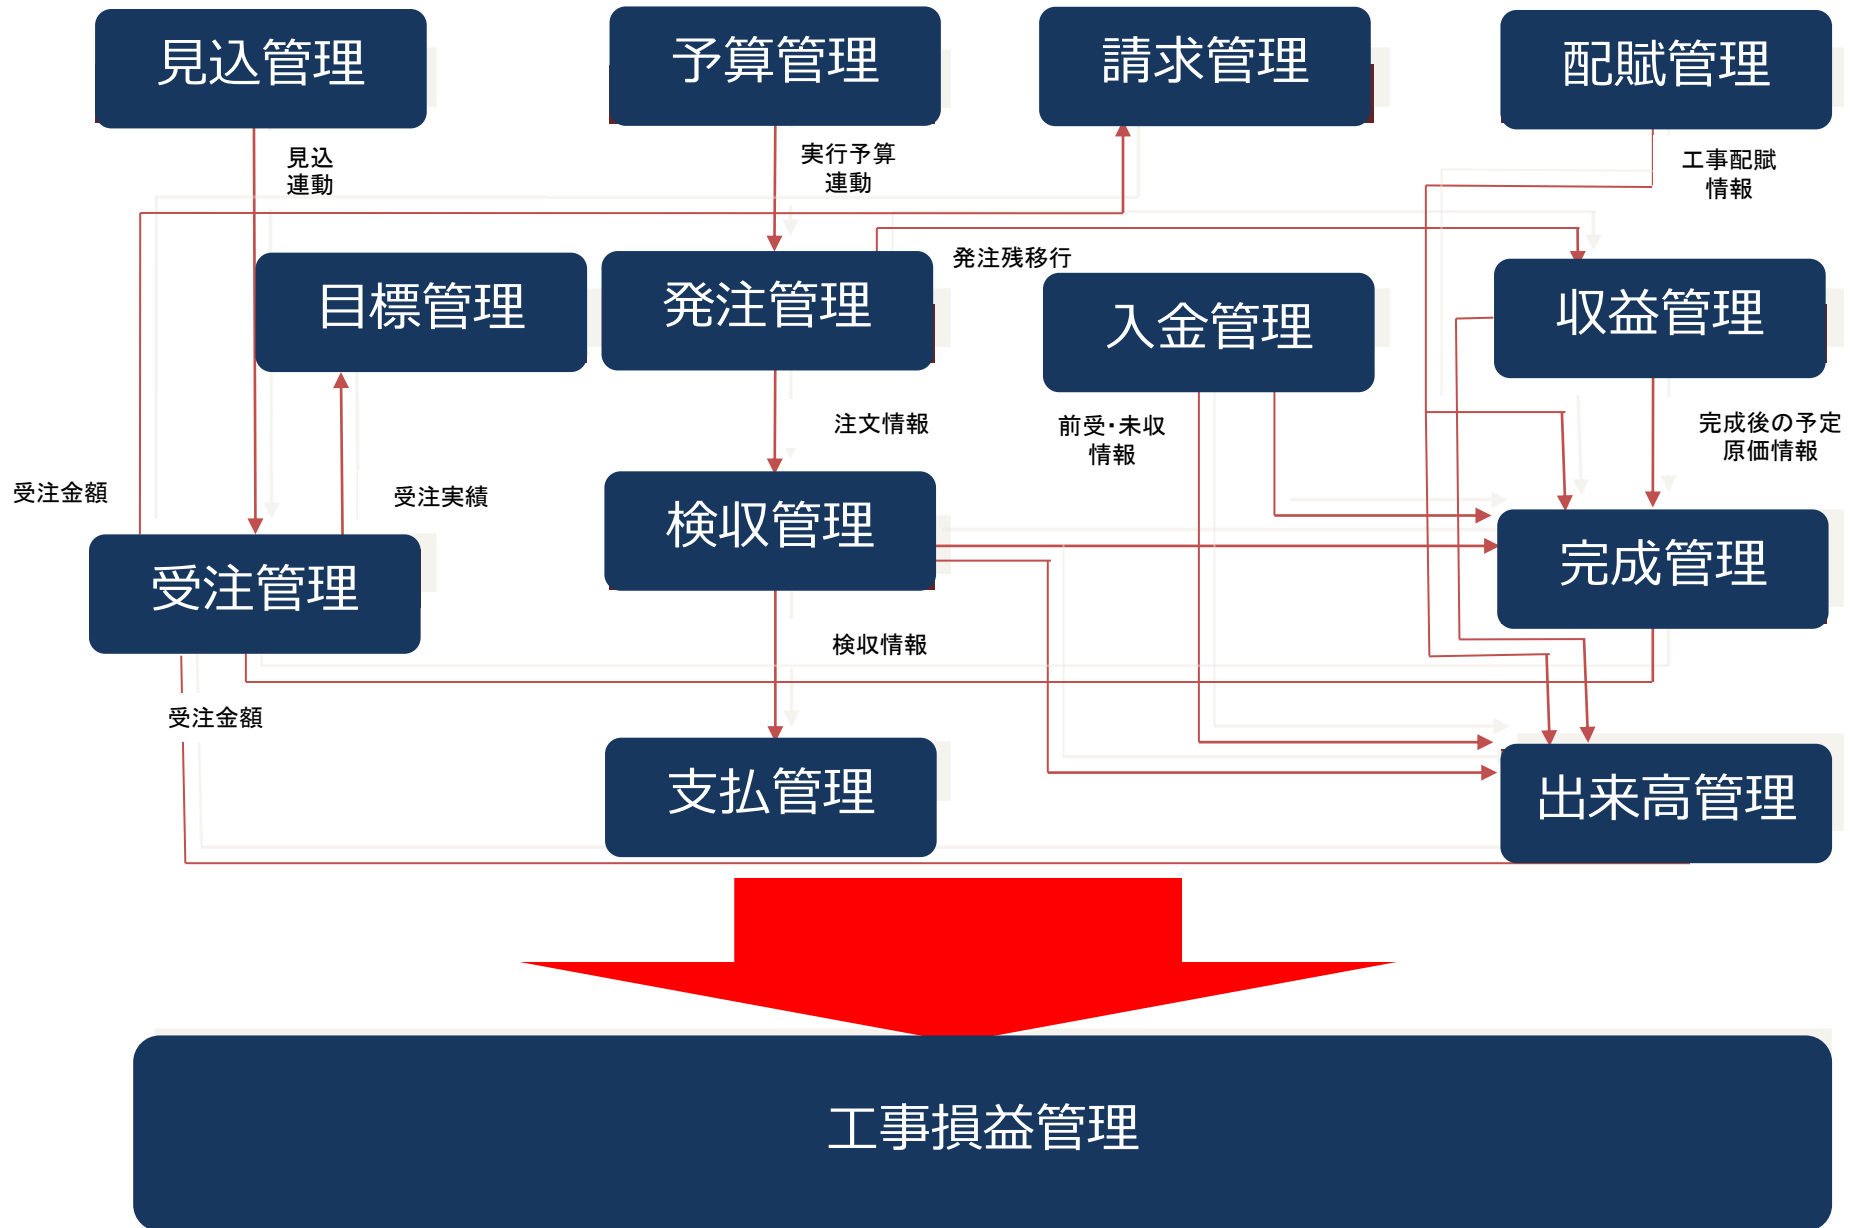 見込管理
予算管理
請求管理
配賦管理
見込
連動
実行予算
連動
工事配賦
情報
発注残移行
目標管理
発注管理
入金管理
収益管理
注文情報
前受・未収
情報
完成後の予定
原価情報
受注金額
受注実績
検収管理
完成管理
受注管理
検収情報
受注金額
支払管理
出来高管理
工事損益管理